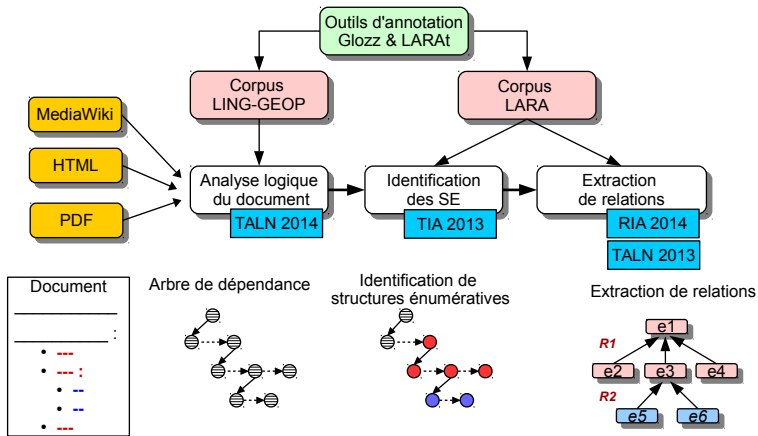 Outils d'annotation
Glozz & LARAt
Corpus
LING-GEOP
Corpus
LARA
MediaWiki
HTML
PDF
Analyse logique
du document
TALN 2014
Identification
des SE
TIA 2013
Extraction
de relations
RIA 2014
TALN 2013
Document
:
• ---
• --- :
• --
• --
• ---
Arbre de dépendance
Identification de
structures énumératives
Extraction de relations
e1
R1
e2
e3
e4
R2
e5
e6